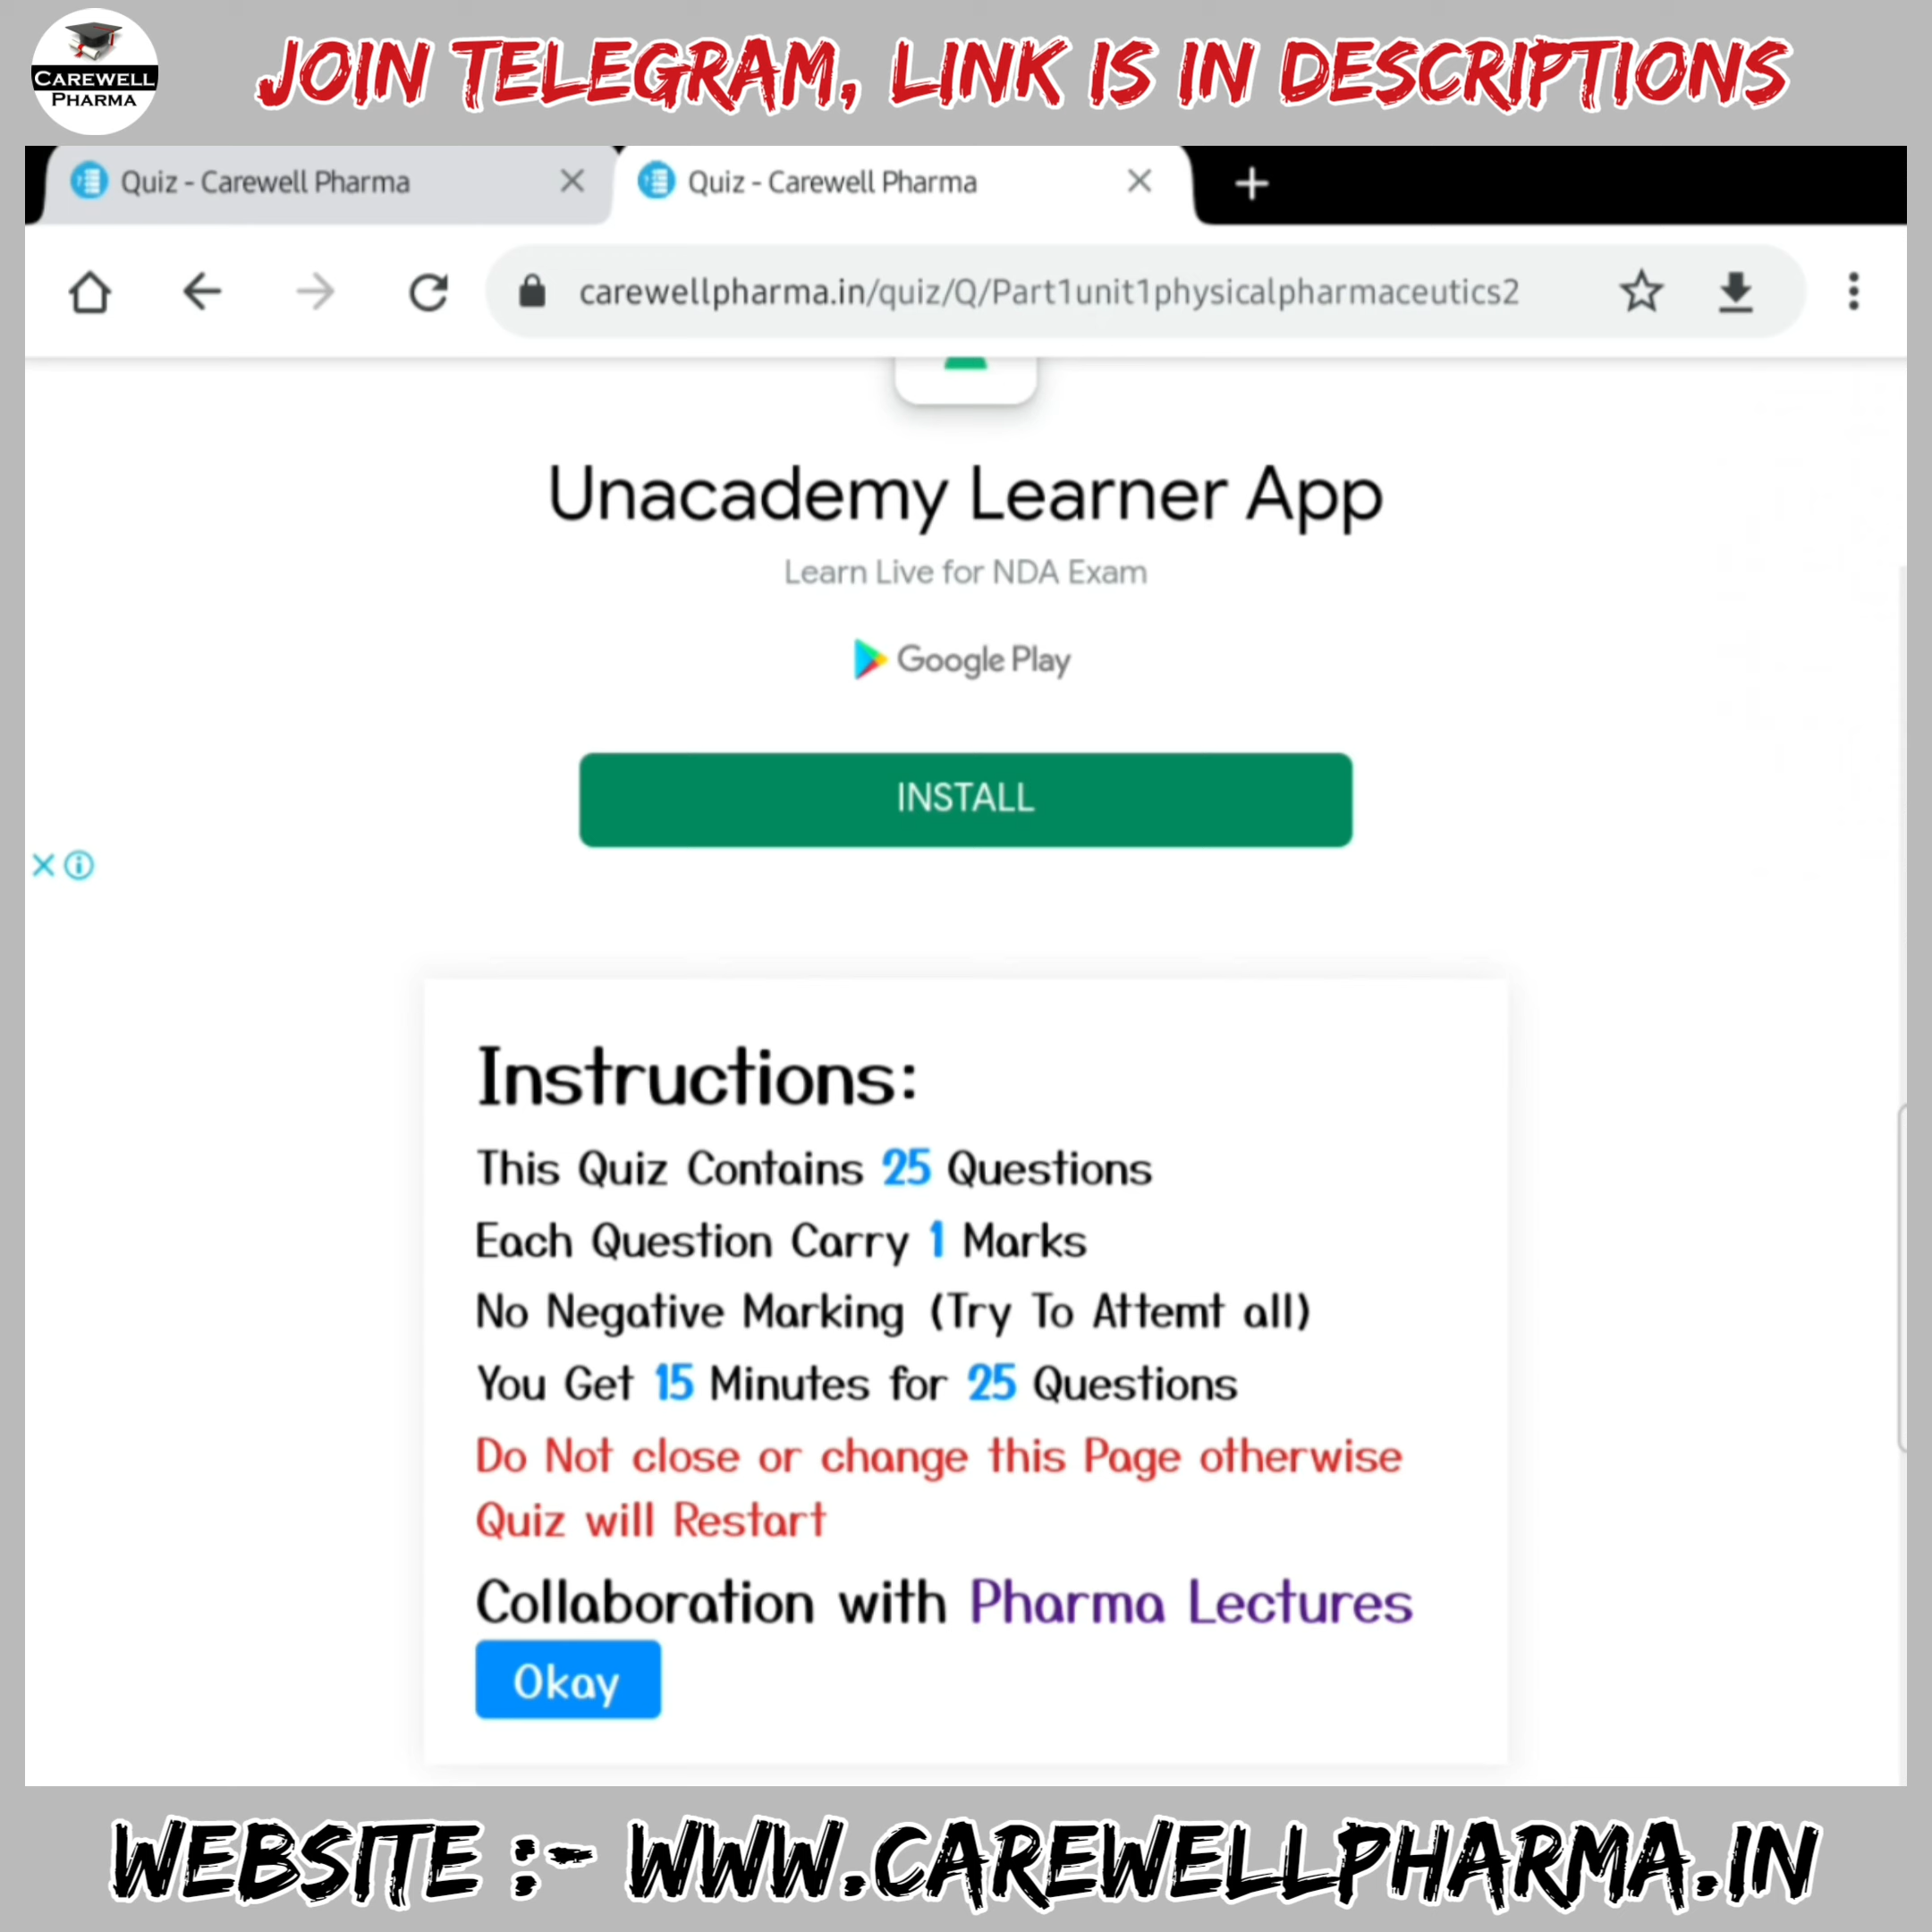 CAREWELL
PHARMA
JOIN TELEGRAM, LINK IS IN DESCRIPTIONS
Quiz - Carewell Pharma
Quiz - Carewell Pharma
carewellpharma.in/quiz/Q/Part1unit1physicalpharmaceutics2
Unacademy Learner App
Learn Live for NDA Exam
Google Play
INSTALL
Instructions:
This Quiz Contains 25 Questions
Each Question Carry 1 Marks
No Negative Marking (Try To Attemt all)
You Get 15 Minutes for 25 Questions
Do Not close or change this Page otherwise
Quiz will Restart
Collaboration with Pharma Lectures
Okay
WEBSITE :- WWW.CAREWELLPHARMA.IN